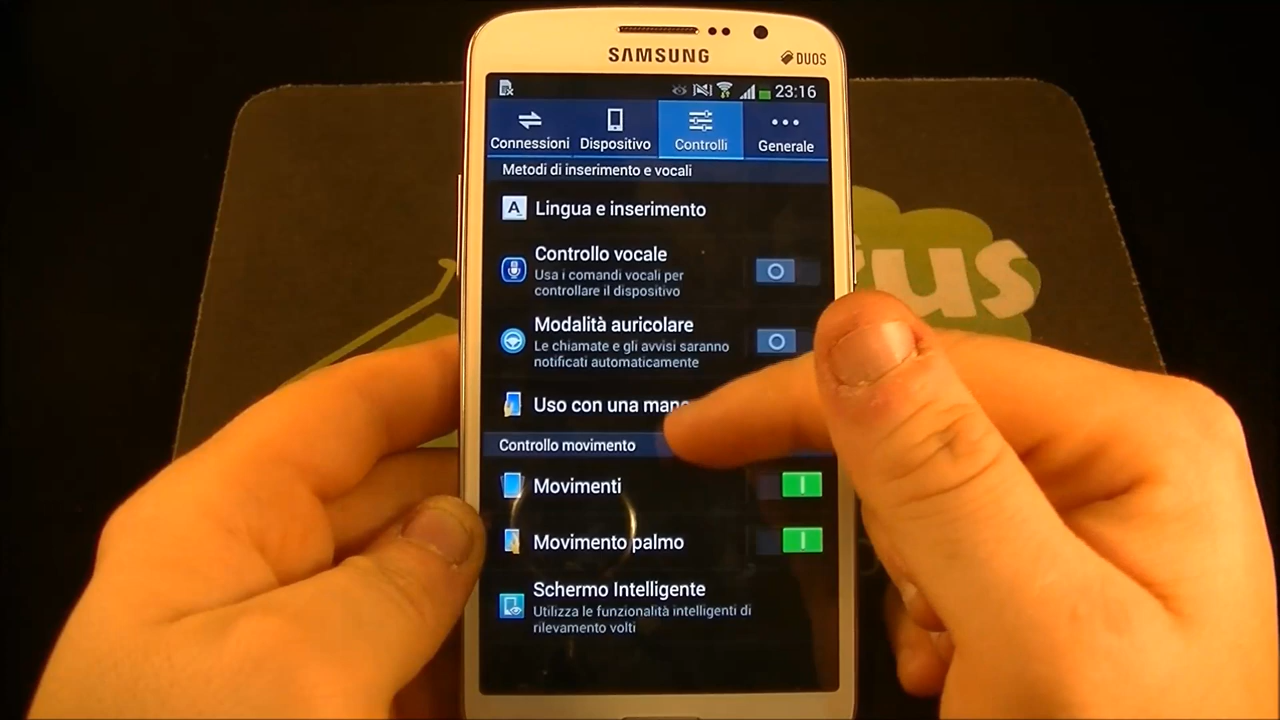 SAMSUNG
DUOS
23:16
Connessioni
Dispositivo
Controlli
Generale
Metodi di inserimento e vocali
A
Lingua e inserimento
Controllo vocale
Usa i comandi vocali per
controllare il dispositivo
Modalità auricolare
Le chiamate e gli avvisi saranno
notificati automaticamente
Uso con una
Controllo movimento
Movimenti
Movimento palmo
Schermo Intelligente
Utilizza le funzionalità intelligenti di
rilevamento volti